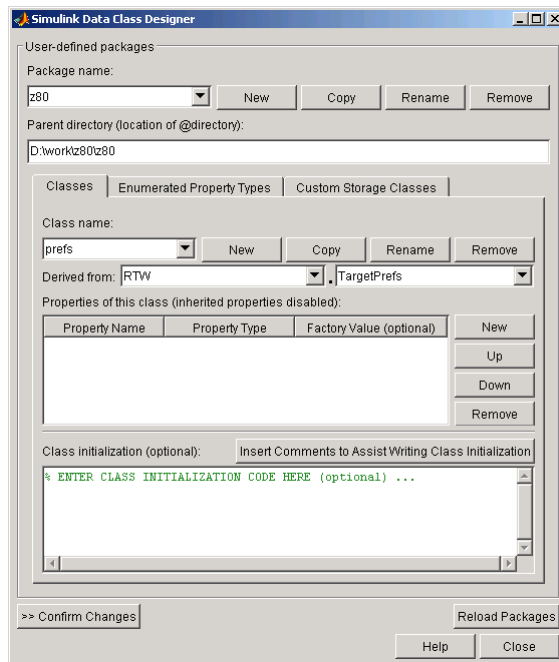 Simulink Data Class Designer
User-defined packages
Package name:
z80 New Copy Rename Remove
Parent directory (location of @directory):
D:\work\z80\z80
Classes Enumerated Property Types Custom Storage Classes
Class name:
prefs New Copy Rename Remove
Derived from: RTW . TargetPrefs
Properties of this class (inherited properties disabled):
Property Name Property Type Factory Value (optional) New
Up
Down
Remove
Class initialization (optional): Insert Comments to Assist Writing Class Initialization
% ENTER CLASS INITIALIZATION CODE HERE (optional) ...
>> Confirm Changes Reload Packages
Help Close